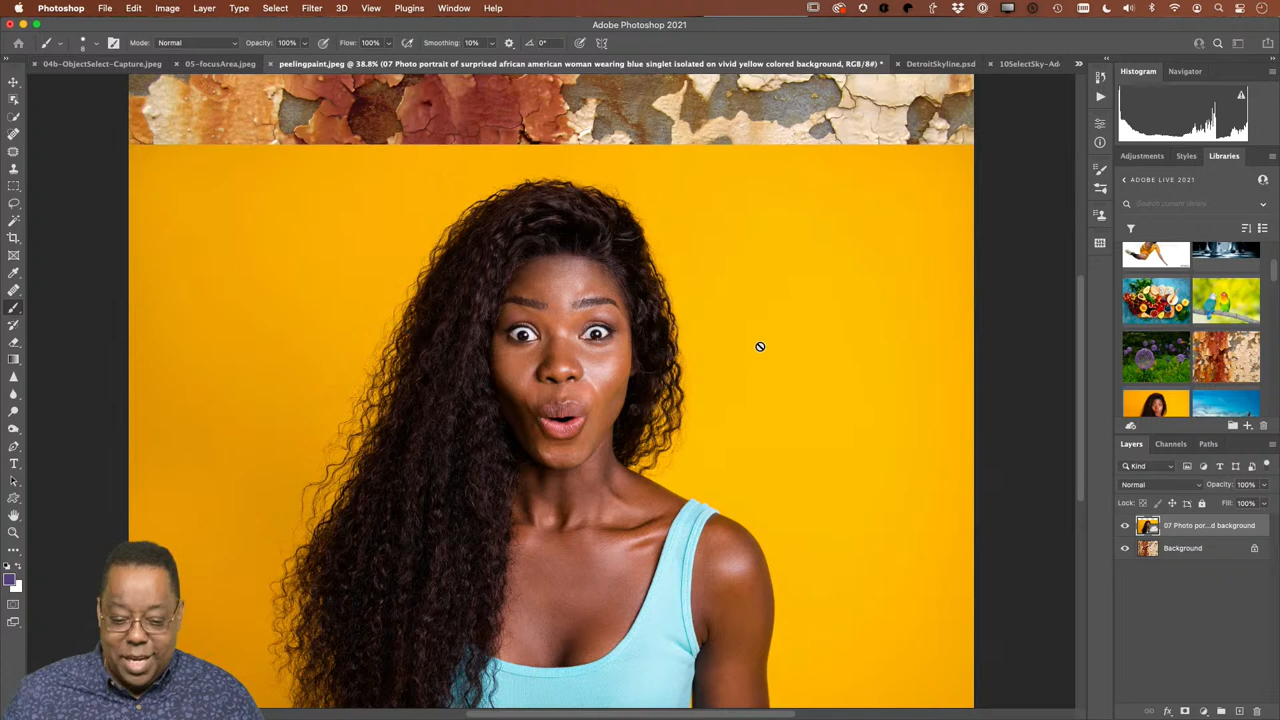 Photoshop File Edit Image Layer Type Select Filter 3D View Plugins Window Help
Adobe Photoshop 2021
8 Mode: Normal Opacity: 100% Flow: 100% Smoothing: 10% 0°
04b-ObjectSelect-Capture.jpeg 05-focusArea.jpeg peelingpaint.jpeg @ 38.8% (07 Photo portrait of surprised african american woman wearing blue singlet isolated on vivid yellow colored background, RGB/8#) * DetroitSkyline.psd 10SelectSky-Ad
Histogram Navigator
Adjustments Styles Libraries
ADOBE LIVE 2021
Search current library
Layers Channels Paths
Kind
Normal Opacity: 100%
Lock: Fill: 100%
07 Photo por...d background
Background